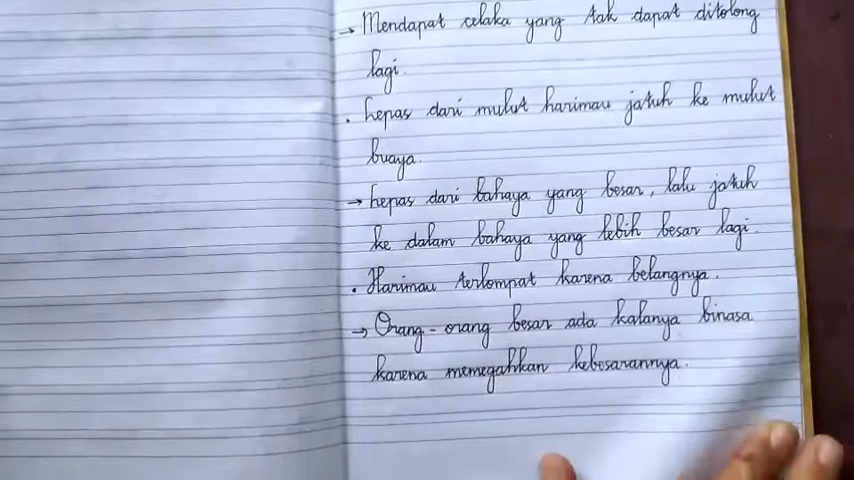 → Mendapat celaka yang tak dapat ditolong
lagi.
. Lepas dari mulut harimau jatuh ke mulut
buaya.
→ Lepas dari bahaya yang besar, lalu jatuh
ke dalam bahaya yang lebih besar lagi.
. Harimau terlompat karena belangnya.
→ Orang-orang besar ada kalanya binasa
karena memegahkan kebesarannya.